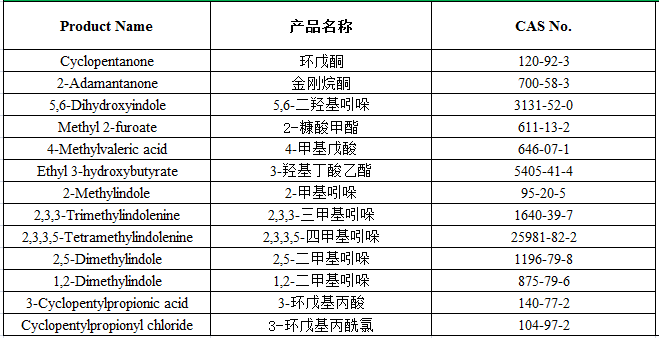 Product Name 产品名称 CAS No.
Cyclopentanone 环戊酮 120-92-3
2-Adamantanone 金刚烷酮 700-58-3
5,6-Dihydroxyindole 5,6-二羟基吲哚 3131-52-0
Methyl 2-furoate 2-糠酸甲酯 611-13-2
4-Methylvaleric acid 4-甲基戊酸 646-07-1
Ethyl 3-hydroxybutyrate 3-羟基丁酸乙酯 5405-41-4
2-Methylindole 2-甲基吲哚 95-20-5
2,3,3-Trimethylindolenine 2,3,3-三甲基吲哚 1640-39-7
2,3,3,5-Tetramethylindolenine 2,3,3,5-四甲基吲哚 25981-82-2
2,5-Dimethylindole 2,5-二甲基吲哚 1196-79-8
1,2-Dimethylindole 1,2-二甲基吲哚 875-79-6
3-Cyclopentylpropionic acid 3-环戊基丙酸 140-77-2
Cyclopentylpropionyl chloride 3-环戊基丙酰氯 104-97-2